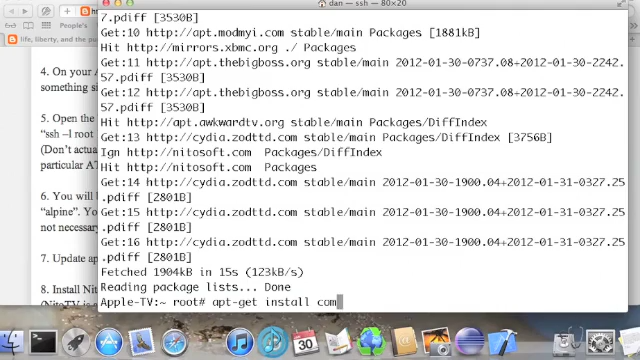 dan — ssh — 80×20
7.pdiff [3530B]
Get:10 http://apt.modmyi.com stable/main Packages [1881kB]
Hit http://mirrors.xbmc.org ./ Packages
Get:11 http://apt.thebigboss.org stable/main 2012-01-30-0737.08+2012-01-30-2242.
57.pdiff [3530B]
Get:12 http://apt.thebigboss.org stable/main 2012-01-30-0737.08+2012-01-30-2242.
57.pdiff [3530B]
Hit http://apt.awkwardtv.org stable/main Packages/DiffIndex
Get:13 http://cydia.zodttd.com stable/main Packages/DiffIndex [3756B]
Ign http://nitosoft.com  Packages/DiffIndex
Hit http://nitosoft.com  Packages
Get:14 http://cydia.zodttd.com stable/main 2012-01-30-1900.04+2012-01-30-0327.25
.pdiff [2801B]
Get:15 http://cydia.zodttd.com stable/main 2012-01-30-1900.04+2012-01-30-0327.25
.pdiff [2801B]
Get:16 http://cydia.zodttd.com stable/main 2012-01-30-1900.04+2012-01-30-0327.25
.pdiff [2801B]
Fetched 1904kB in 15s (123kB/s)
Reading package lists... Done
Apple-TV:~ root# apt-get install com
People's
life, liberty, and the pu
4. On your A
something si
5. Open the
"ssh –l root
(Don't actua
particular AT
6. You will b
"alpine". Yo
not necessary
7. Update ap
8. Install Nit
(NitoTV is
30